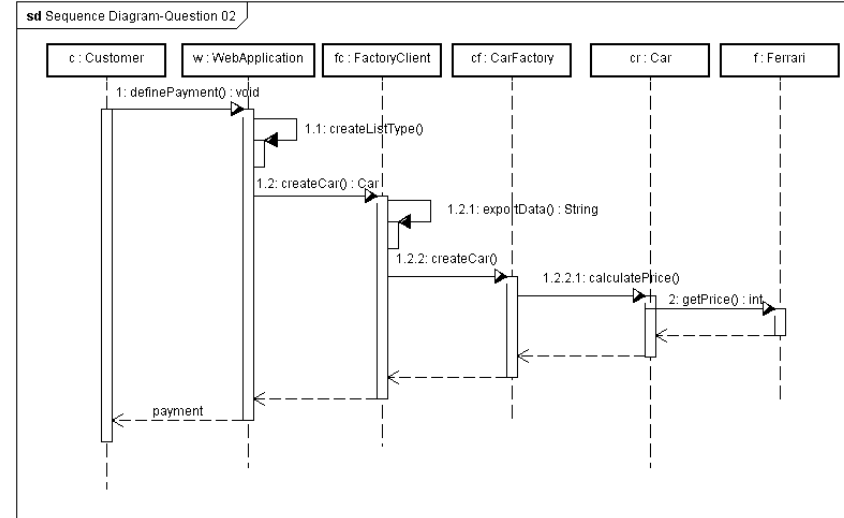 sd Sequence Diagram-Question 02
c : Customer
w : WebApplication
fc : FactoryClient
cf : CarFactory
cr : Car
f : Ferrari
1: definePayment() : void
1.1: createListType()
1.2: createCar() : Car
1.2.1: exportData() : String
1.2.2: createCar()
1.2.2.1: calculatePrice()
2: getPrice() : int
payment